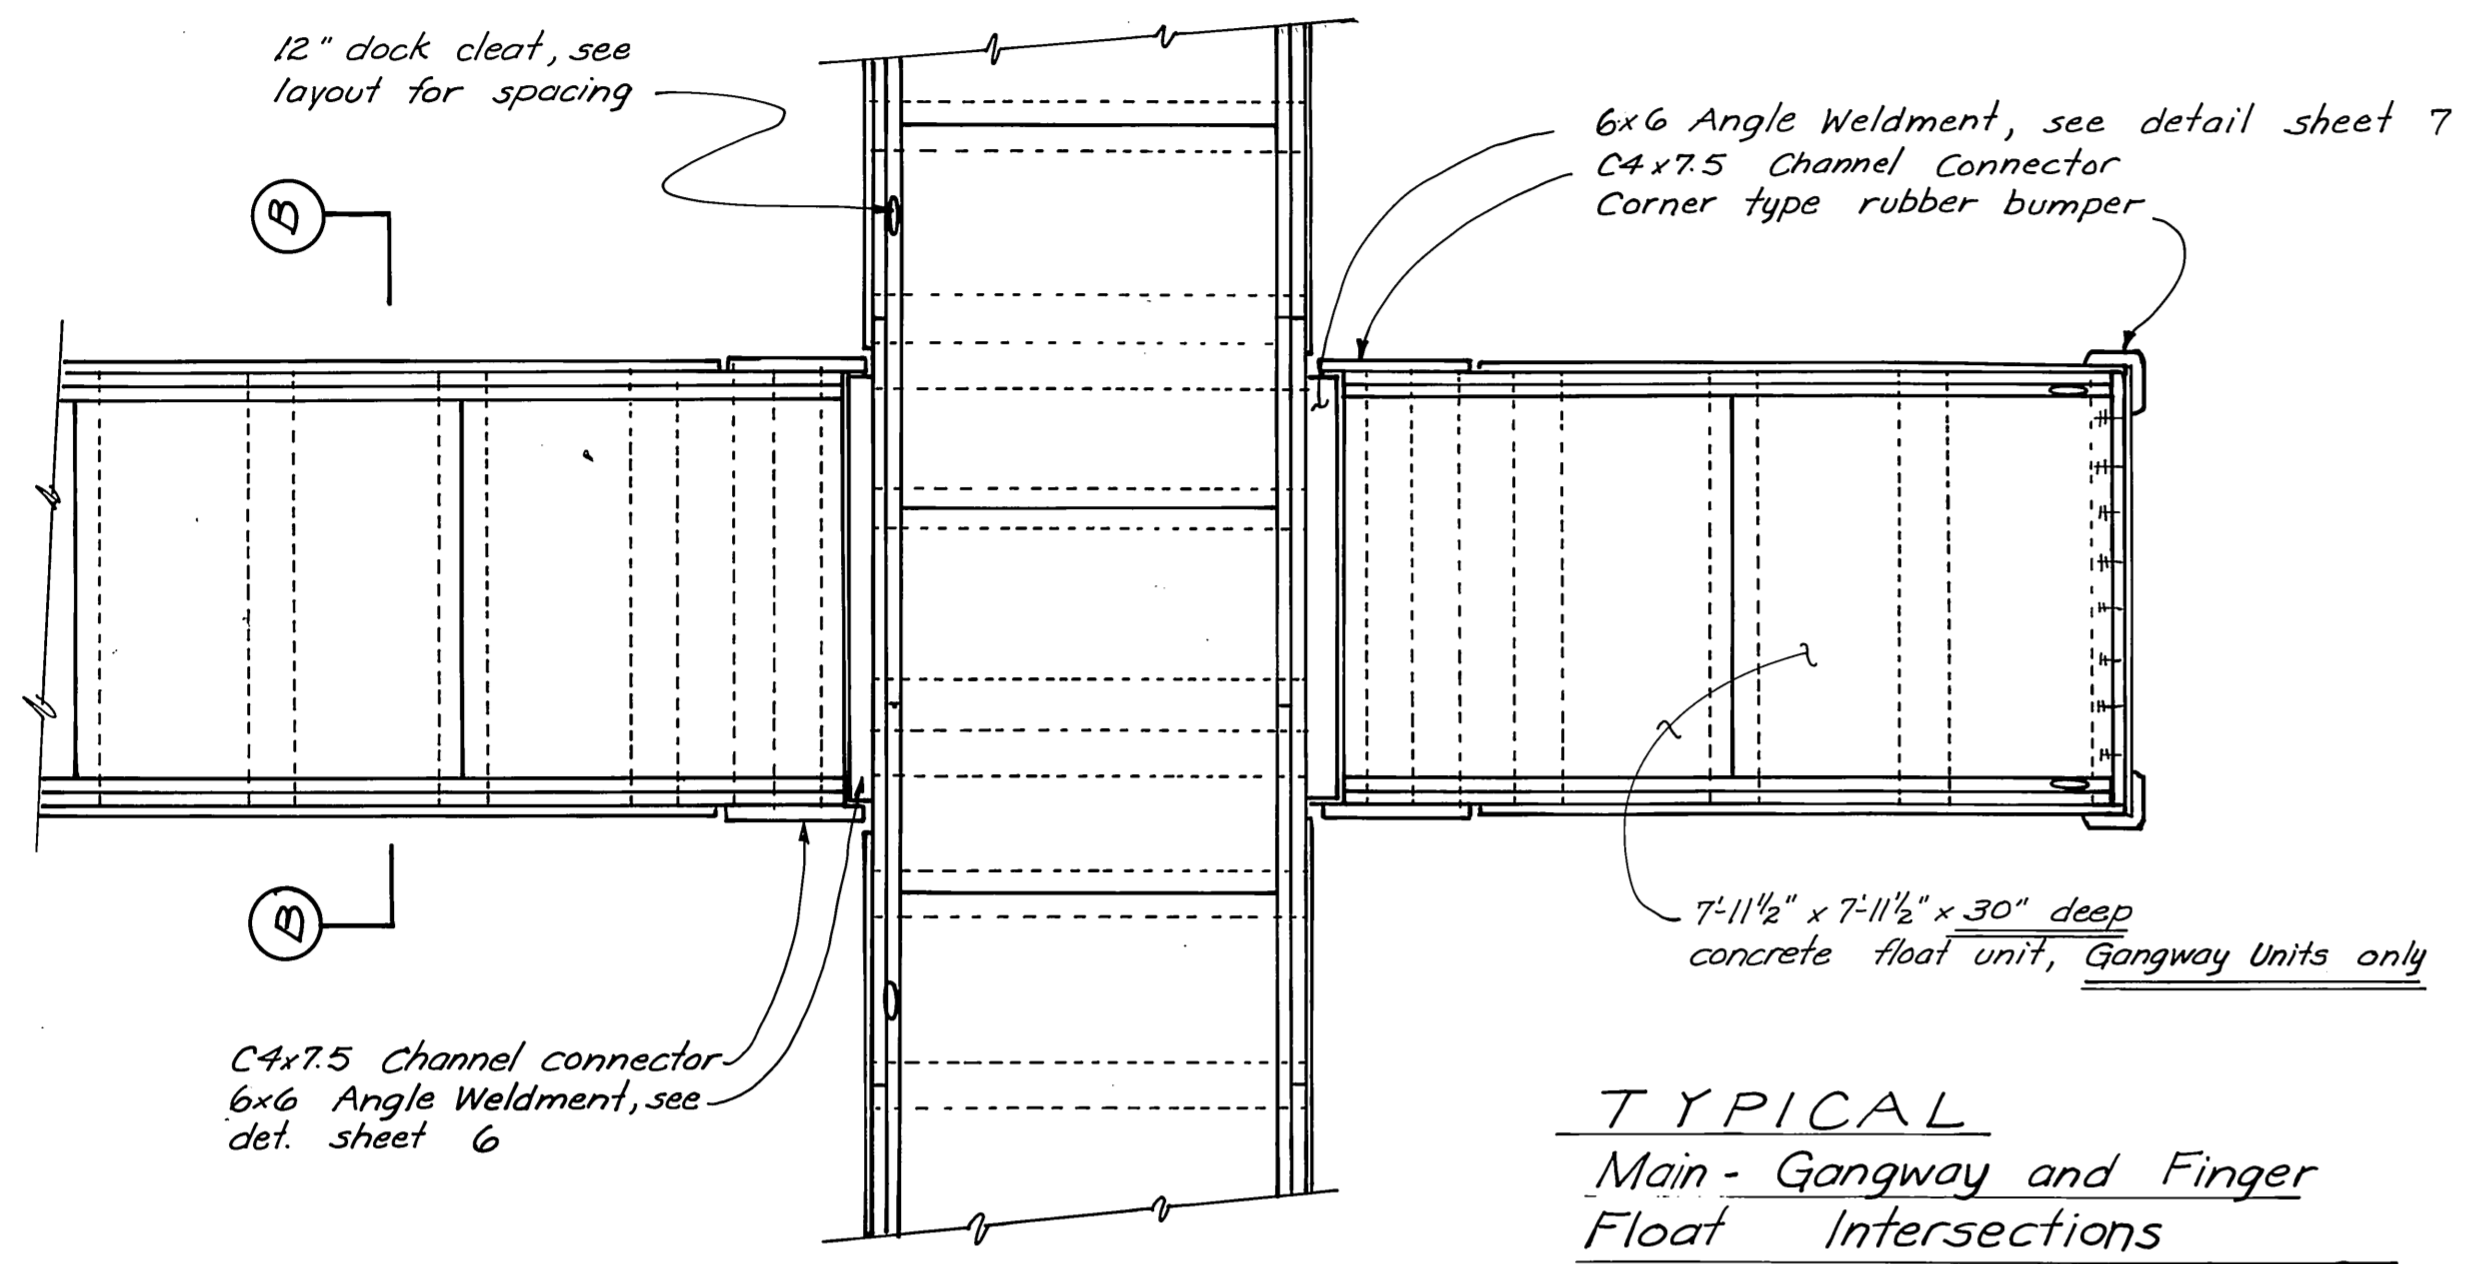 12" dock cleat, see
layout for spacing
6x6 Angle Weldment, see detail sheet 7
C4x7.5 Channel Connector
Corner type rubber bumper
B
B
7'-11½" x 7'-11½" x 30" deep
concrete float unit, Gangway Units only
C4x7.5 Channel connector
6x6 Angle Weldment, see
det. sheet 6
TYPICAL
Main - Gangway and Finger
Float Intersections